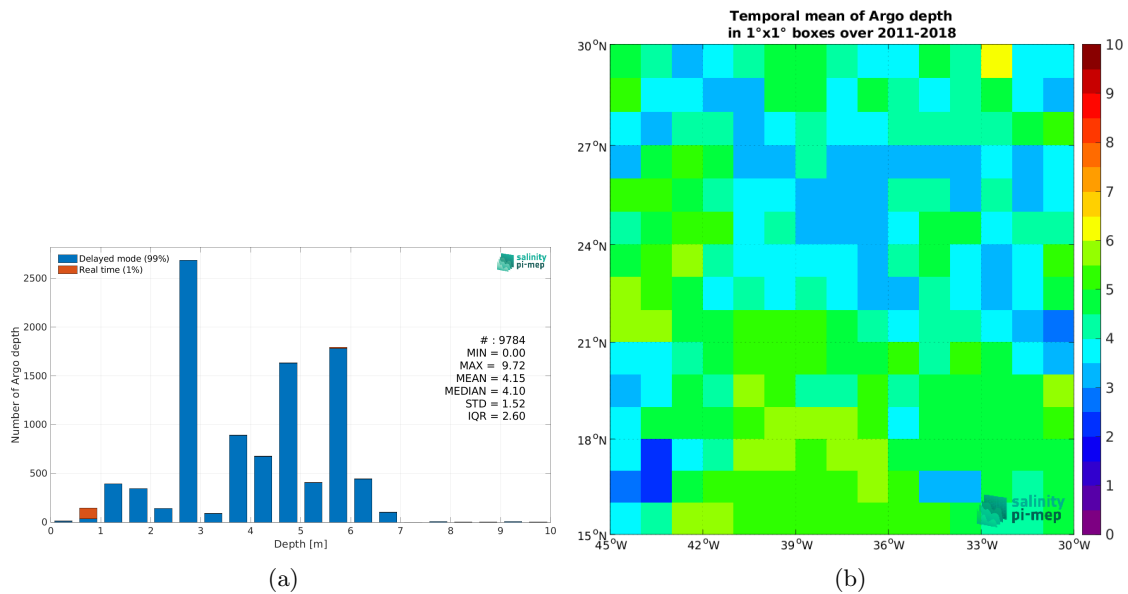 Delayed mode (99%)
Real time (1%)
salinity
pi-mep
# : 9784
MIN = 0.00
MAX = 9.72
MEAN = 4.15
MEDIAN = 4.10
STD = 1.52
IQR = 2.60
Number of Argo depth
2500
2000
1500
1000
500
0
0 1 2 3 4 5 6 7 8 9 10
Depth [m]
(a)
Temporal mean of Argo depth
in 1°x1° boxes over 2011-2018
30°N
27°N
24°N
21°N
18°N
15°N
45°W 42°W 39°W 36°W 33°W 30°W
salinity
pi-mep
10
9
8
7
6
5
4
3
2
1
0
(b)